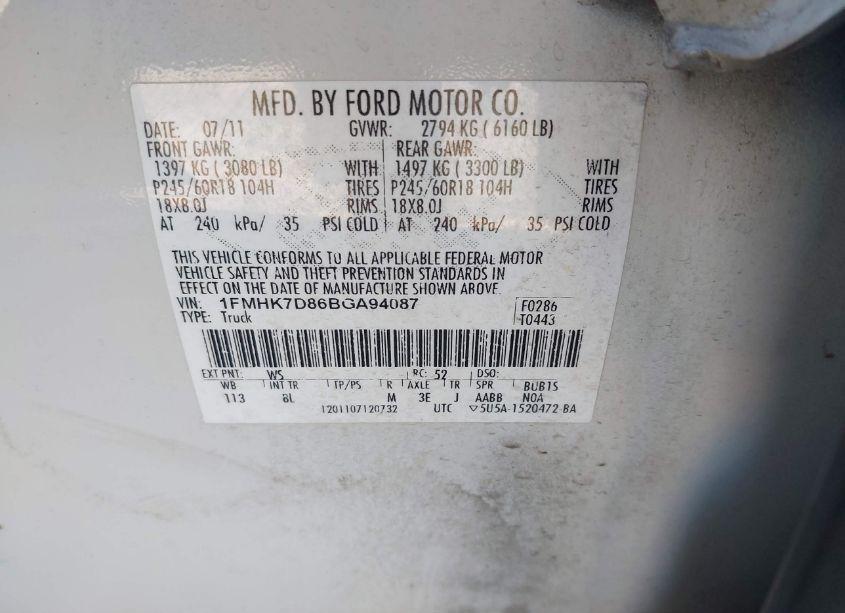 MFD. BY FORD MOTOR CO.
DATE: 07/11 GVWR: 2794 KG ( 6160 LB)
FRONT GAWR: REAR GAWR:
1397 KG ( 3080 LB) WITH 1497 KG ( 3300 LB) WITH
P245/60R18 104H TIRES P245/60R18 104H TIRES
18X8.0J RIMS 18X8.0J RIMS
AT 240 kPa/ 35 PSI COLD AT 240 kPa/ 35 PSI COLD
THIS VEHICLE CONFORMS TO ALL APPLICABLE FEDERAL MOTOR
VEHICLE SAFETY AND THEFT PREVENTION STANDARDS IN
EFFECT ON THE DATE OF MANUFACTURE SHOWN ABOVE.
VIN: 1FMHK7D86BGA94087 F0286
TYPE: Truck T0443
EXT PNT: WS RC: 52 DSO:
WB INT TR TP/PS R AXLE TR SPR BUB1S
113 8L M 3E J AABB N0A
1201107120732 UTC ▽5U5A-1520472-BA